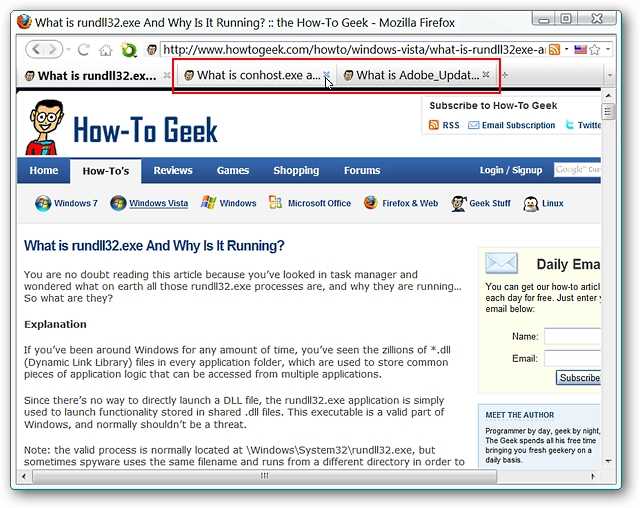 What is rundll32.exe And Why Is It Running? :: the How-To Geek - Mozilla Firefox
http://www.howtogeek.com/howto/windows-vista/what-is-rundll32exe-a
What is rundll32.ex...
What is conhost.exe a...
What is Adobe_Updat...
How-To Geek
Subscribe to How-To Geek
RSS
Email Subscription
Twitte
Home
How-To's
Reviews
Games
Shopping
Forums
Login / Signup
Google™ Cus
Windows 7
Windows Vista
Windows
Microsoft Office
Firefox & Web
Geek Stuff
Linux
What is rundll32.exe And Why Is It Running?
You are no doubt reading this article because you've looked in task manager and
wondered what on earth all those rundll32.exe processes are, and why they are running...
So what are they?
Explanation
If you've been around Windows for any amount of time, you've seen the zillions of *.dll
(Dynamic Link Library) files in every application folder, which are used to store common
pieces of application logic that can be accessed from multiple applications.
Since there's no way to directly launch a DLL file, the rundll32.exe application is simply
used to launch functionality stored in shared .dll files. This executable is a valid part of
Windows, and normally shouldn't be a threat.
Note: the valid process is normally located at \Windows\System32\rundll32.exe, but
sometimes spyware uses the same filename and runs from a different directory in order to
Daily Ema
You can get our how-to article
each day for free. Just enter y
email below:
Name:
Email:
Subscribe
MEET THE AUTHOR
Programmer by day, geek by night,
The Geek spends all his free time
bringing you fresh geekery on a
daily basis.